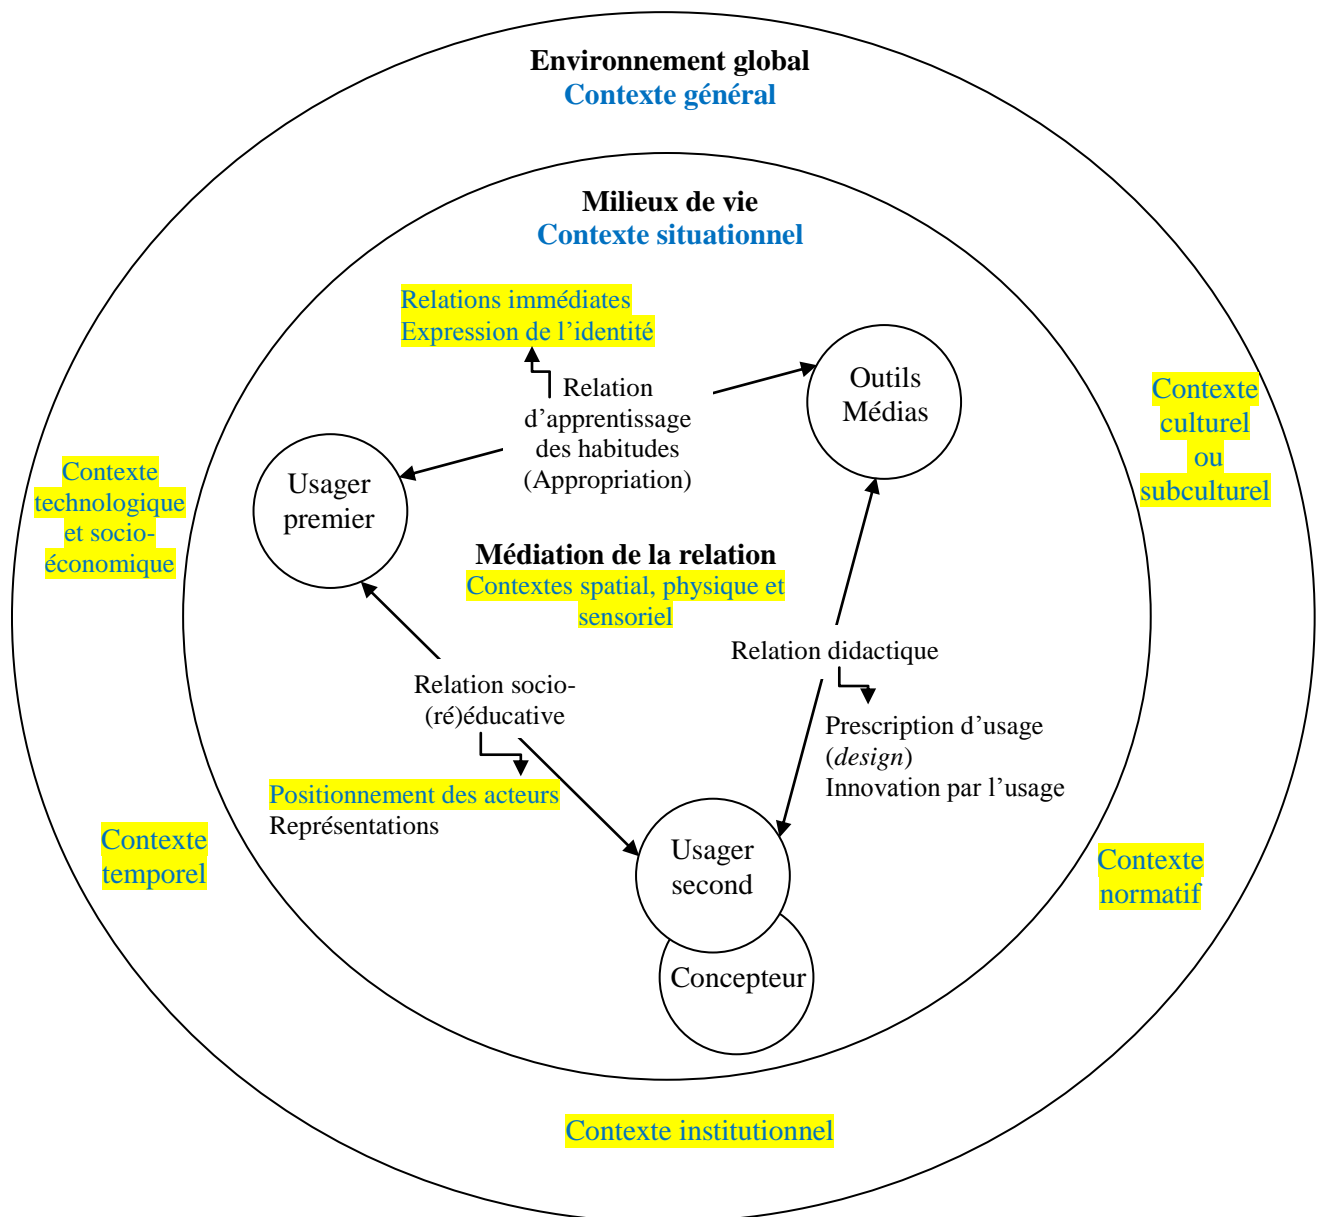 Environnement global
Contexte général
Milieux de vie
Contexte situationnel
Relations immédiates
Expression de l’identité
Relation
d’apprentissage
des habitudes
(Appropriation)
Outils
Médias
Contexte
culturel
ou
subculturel
Contexte
technologique
et socio-
économique
Usager
premier
Médiation de la relation
Contextes spatial, physique et
sensoriel
Relation didactique
Relation socio-
(ré)éducative
Prescription d’usage
(design)
Innovation par l’usage
Positionnement des acteurs
Représentations
Contexte
temporel
Usager
second
Contexte
normatif
Concepteur
Contexte institutionnel